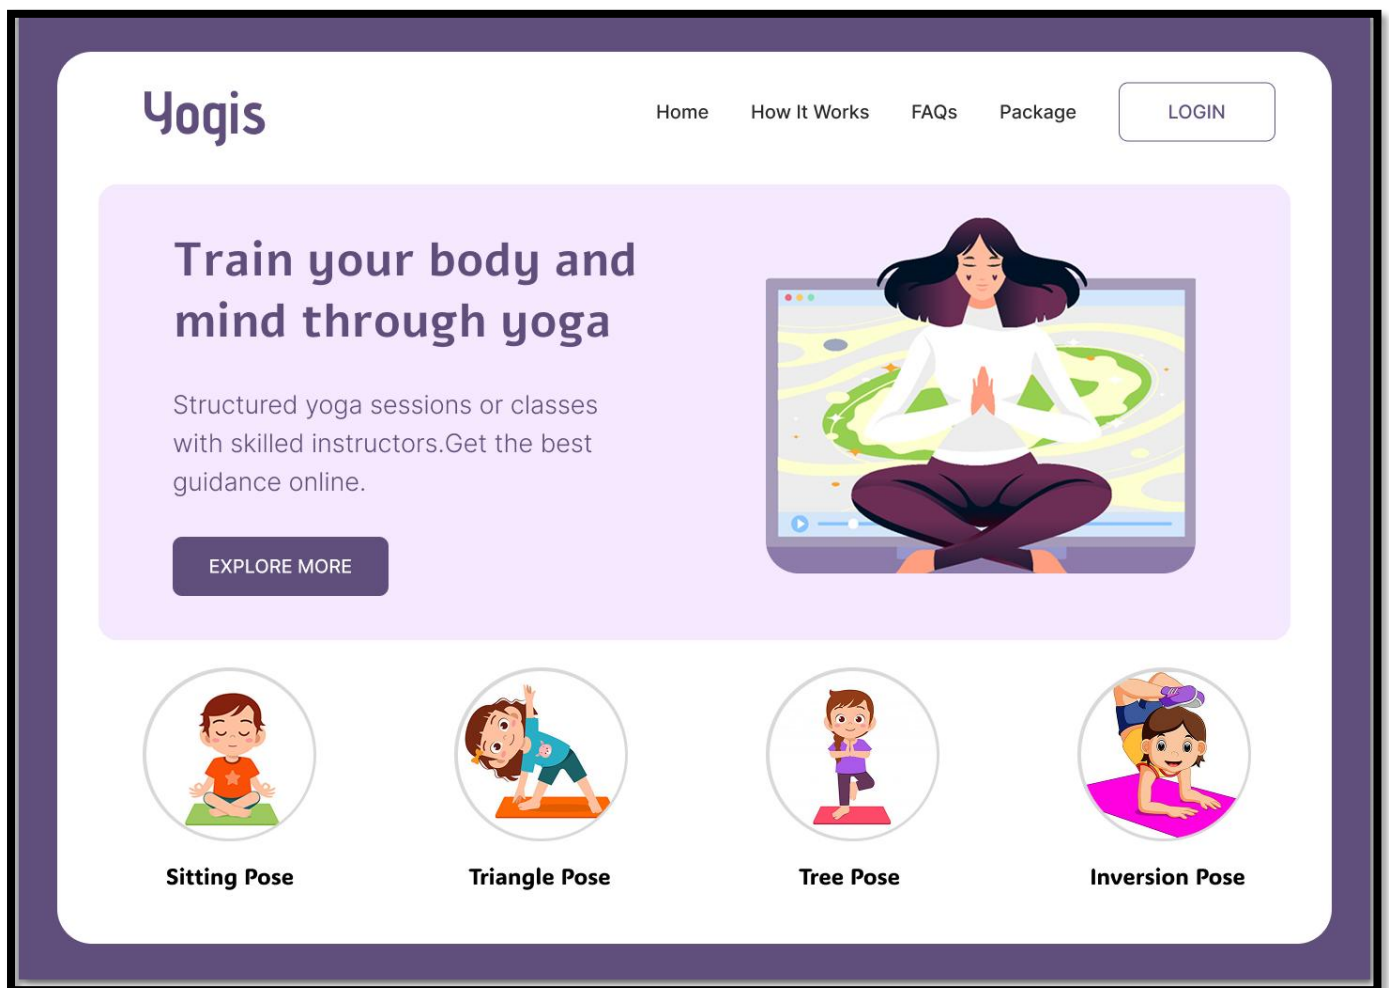 Yogis
Home How It Works FAQs Package LOGIN
Train your body and
mind through yoga
Structured yoga sessions or classes
with skilled instructors.Get the best
guidance online.
EXPLORE MORE
Sitting Pose Triangle Pose Tree Pose Inversion Pose